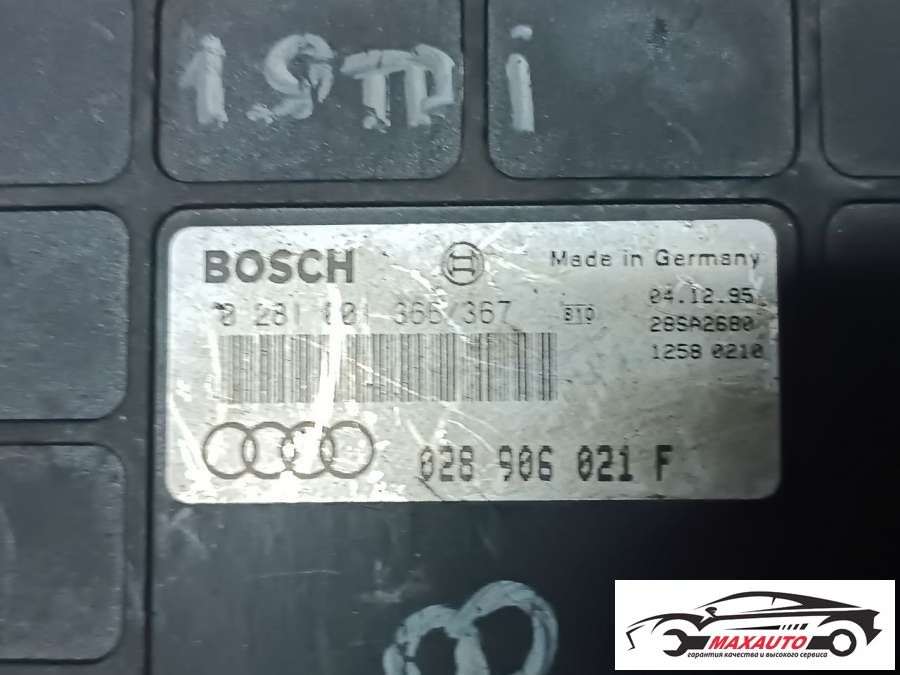 1.9TDi
BOSCH
Made in Germany
0 281 001 366/367
B10
04.12.95
28SA2680
1258 0210
028 906 021 F
MAXAUTO
гарантия качества и высокого сервиса